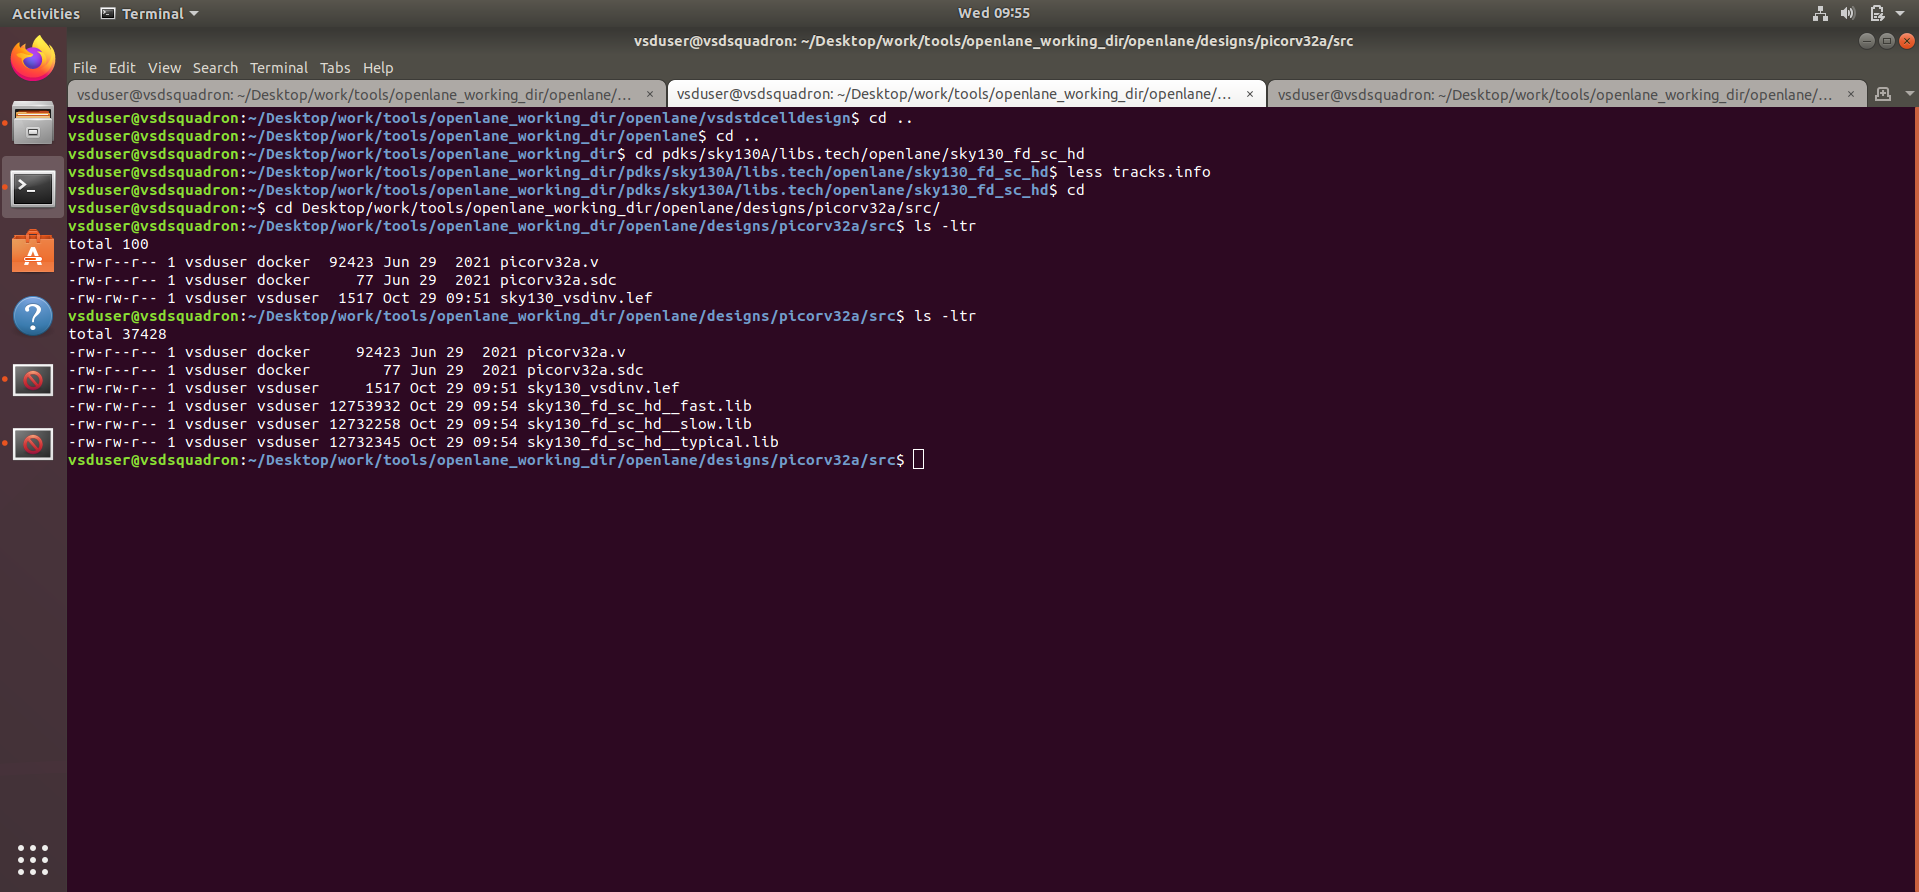 Activities Terminal Wed 09:55
vsduser@vsdsquadron: ~/Desktop/work/tools/openlane_working_dir/openlane/designs/picorv32a/src
File Edit View Search Terminal Tabs Help
vsduser@vsdsquadron: ~/Desktop/work/tools/openlane_working_dir/openlane/... × vsduser@vsdsquadron: ~/Desktop/work/tools/openlane_working_dir/openlane/... × vsduser@vsdsquadron: ~/Desktop/work/tools/openlane_working_dir/openlane/... ×
vsduser@vsdsquadron:~/Desktop/work/tools/openlane_working_dir/openlane/vsdstdcelldesign$ cd ..
vsduser@vsdsquadron:~/Desktop/work/tools/openlane_working_dir/openlane$ cd ..
vsduser@vsdsquadron:~/Desktop/work/tools/openlane_working_dir$ cd pdks/sky130A/libs.tech/openlane/sky130_fd_sc_hd
vsduser@vsdsquadron:~/Desktop/work/tools/openlane_working_dir/pdks/sky130A/libs.tech/openlane/sky130_fd_sc_hd$ less tracks.info
vsduser@vsdsquadron:~/Desktop/work/tools/openlane_working_dir/pdks/sky130A/libs.tech/openlane/sky130_fd_sc_hd$ cd
vsduser@vsdsquadron:~$ cd Desktop/work/tools/openlane_working_dir/openlane/designs/picorv32a/src/
vsduser@vsdsquadron:~/Desktop/work/tools/openlane_working_dir/openlane/designs/picorv32a/src$ ls -ltr
total 100
-rw-r--r-- 1 vsduser docker  92423 Jun 29  2021 picorv32a.v
-rw-r--r-- 1 vsduser docker     77 Jun 29  2021 picorv32a.sdc
-rw-rw-r-- 1 vsduser vsduser  1517 Oct 29 09:51 sky130_vsdinv.lef
vsduser@vsdsquadron:~/Desktop/work/tools/openlane_working_dir/openlane/designs/picorv32a/src$ ls -ltr
total 37428
-rw-r--r-- 1 vsduser docker     92423 Jun 29  2021 picorv32a.v
-rw-r--r-- 1 vsduser docker        77 Jun 29  2021 picorv32a.sdc
-rw-rw-r-- 1 vsduser vsduser     1517 Oct 29 09:51 sky130_vsdinv.lef
-rw-rw-r-- 1 vsduser vsduser 12753932 Oct 29 09:54 sky130_fd_sc_hd__fast.lib
-rw-rw-r-- 1 vsduser vsduser 12732258 Oct 29 09:54 sky130_fd_sc_hd__slow.lib
-rw-rw-r-- 1 vsduser vsduser 12732345 Oct 29 09:54 sky130_fd_sc_hd__typical.lib
vsduser@vsdsquadron:~/Desktop/work/tools/openlane_working_dir/openlane/designs/picorv32a/src$